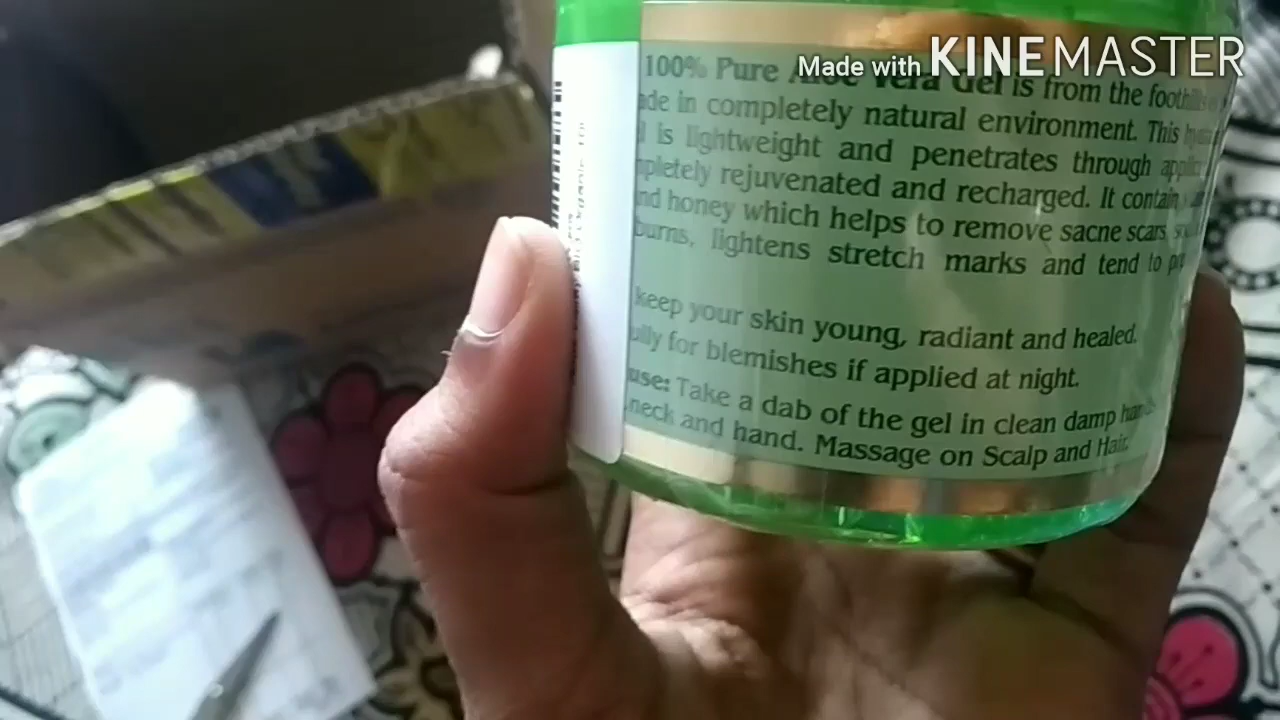 Made with KINEMASTER
100% Pure Aloe Vera Gel is from the foothills
ade in completely natural environment. This
l is lightweight and penetrates through
pletely rejuvenated and recharged. It contain
nd honey which helps to remove sacne scars,
burns, lightens stretch marks and tend to
keep your skin young, radiant and healed.
ully for blemishes if applied at night.
use: Take a dab of the gel in clean damp
neck and hand. Massage on Scalp and Hair.